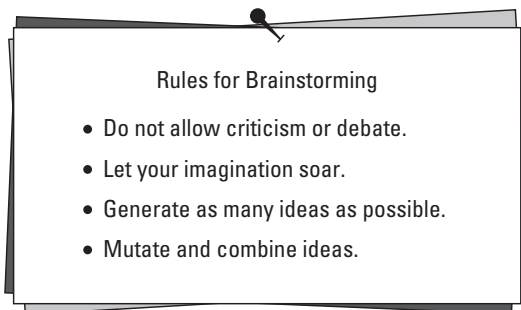 Rules for Brainstorming
• Do not allow criticism or debate.
• Let your imagination soar.
• Generate as many ideas as possible.
• Mutate and combine ideas.